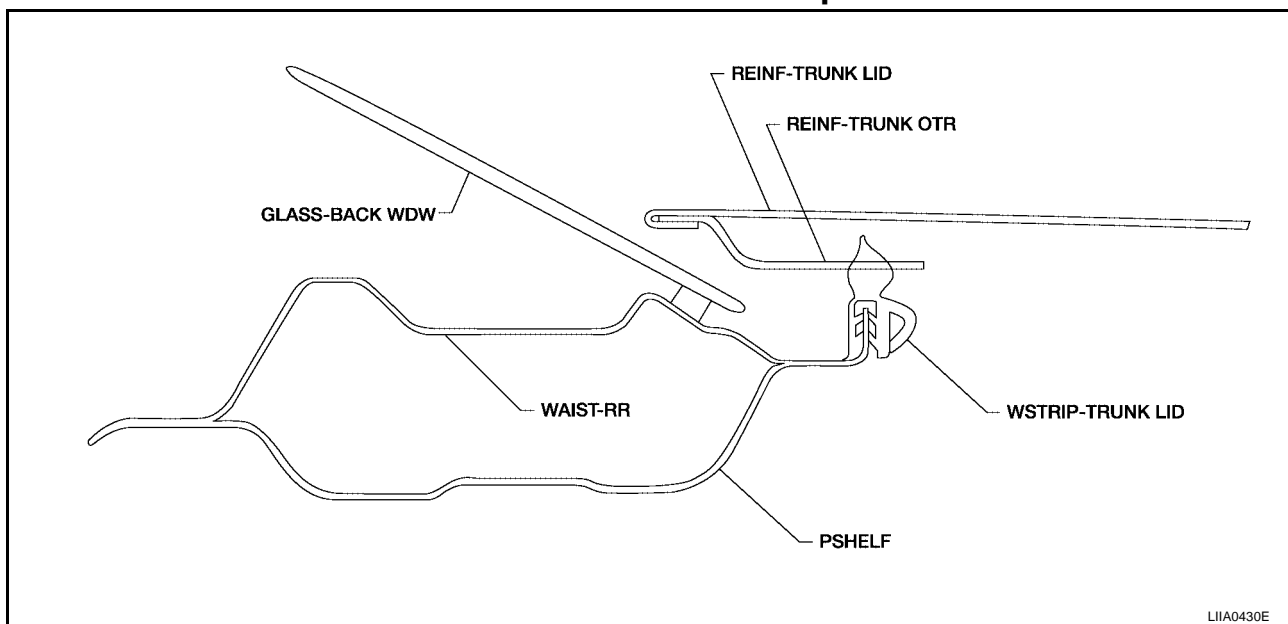 REINF-TRUNK LID
REINF-TRUNK OTR
GLASS-BACK WDW
WAIST-RR
WSTRIP-TRUNK LID
PSHELF
LIIA0430E